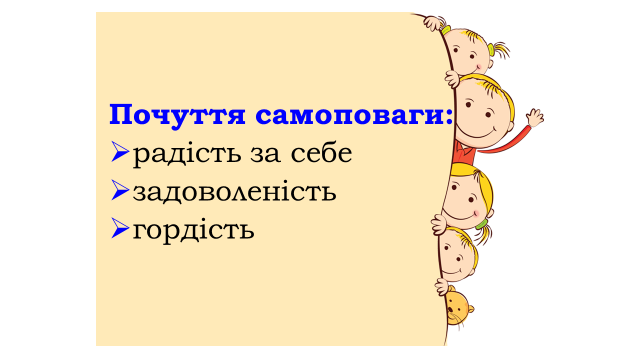 Почуття самоповаги:
⮚радість за себе
⮚задоволеність
⮚гордість